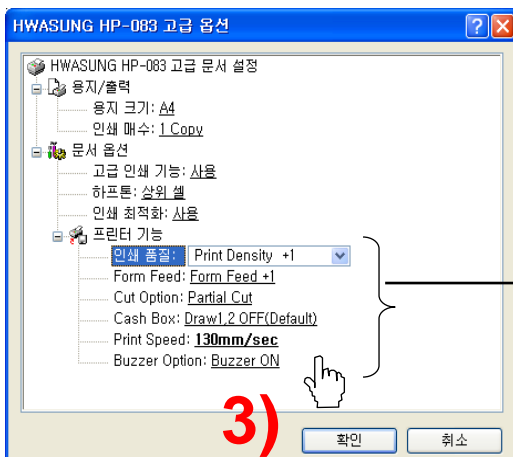 HWASUNG HP-083 고급 옵션
HWASUNG HP-083 고급 문서 설정
용지/출력
용지 크기: A4
인쇄 매수: 1 Copy
문서 옵션
고급 인쇄 기능: 사용
하프톤: 상위 셀
인쇄 최적화: 사용
프린터 기능
인쇄 품질: Print Density +1
Form Feed: Form Feed +1
Cut Option: Partial Cut
Cash Box: Draw1,2 OFF(Default)
Print Speed: 130mm/sec
Buzzer Option: Buzzer ON
3)
확인 취소